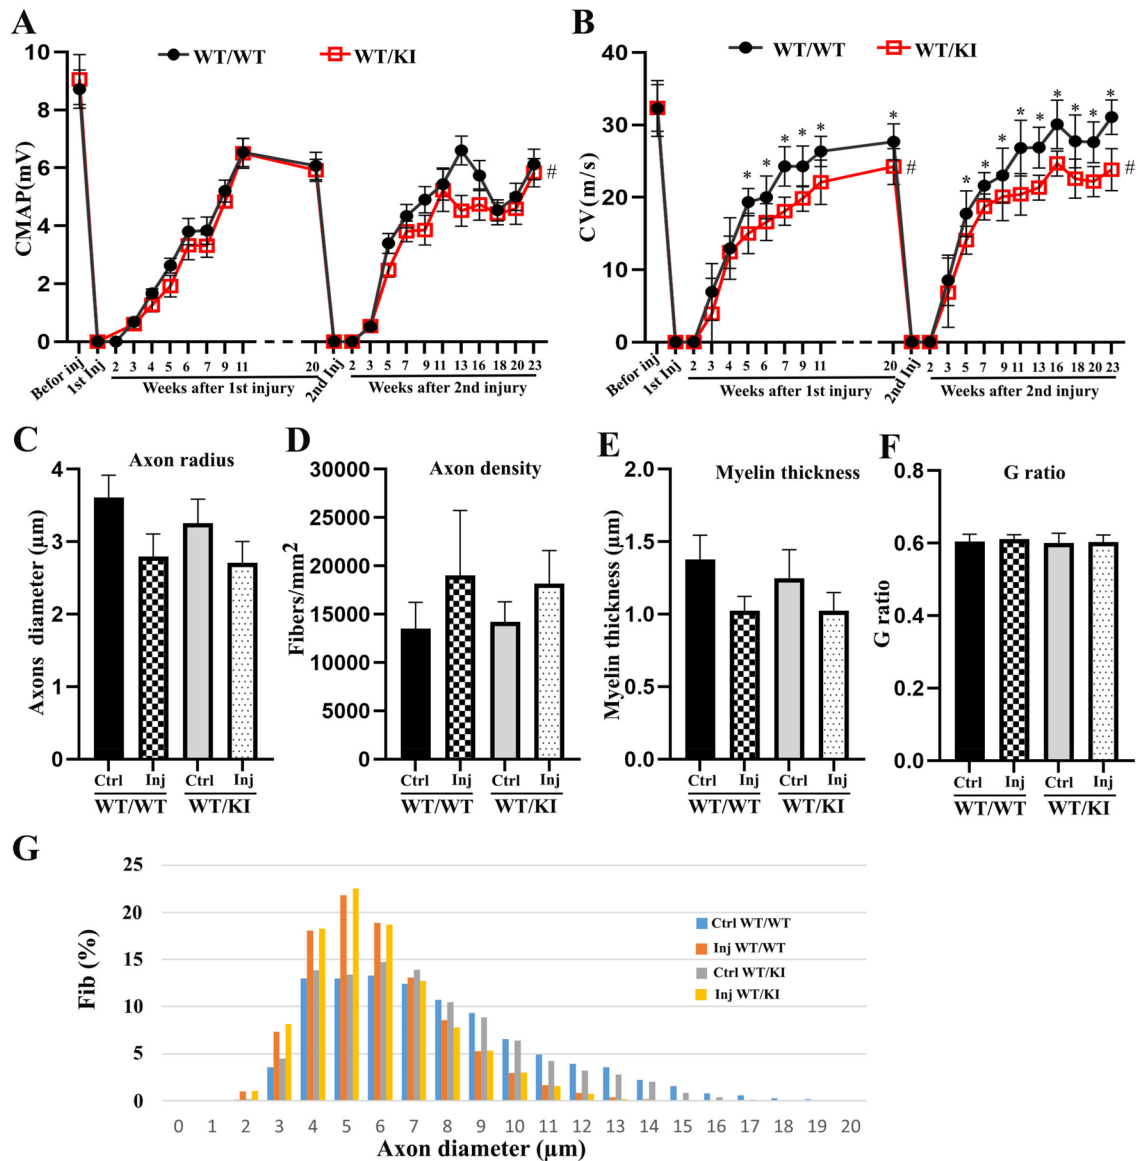 A
WT/WT
WT/KI
CMAP(mV)
10
8
6
4
2
0
#
Befor inj
1st Inj
2 3 4 5 6 7 9 11 20
Weeks after 1st injury
2nd Inj
2 3 5 7 9 11 13 16 18 20 23
Weeks after 2nd injury
B
WT/WT
WT/KI
CV (m/s)
40
30
20
10
0
* * * * * *
#
* * * * * * * * *
#
Befor inj
1st Inj
2 3 4 5 6 7 9 11 20
Weeks after 1st injury
2nd Inj
2 3 5 7 9 11 13 16 18 20 23
Weeks after 2nd injury
C
Axon radius
Axons diameter (µm)
4
3
2
1
0
Ctrl Inj Ctrl Inj
WT/WT WT/KI
D
Axon density
Fibers/mm2
30000
25000
20000
15000
10000
5000
0
Ctrl Inj Ctrl Inj
WT/WT WT/KI
E
Myelin thickness
Myelin thickness (µm)
2.0
1.5
1.0
0.5
0.0
Ctrl Inj Ctrl Inj
WT/WT WT/KI
F
G ratio
G ratio
0.8
0.6
0.4
0.2
0.0
Ctrl Inj Ctrl Inj
WT/WT WT/KI
G
Fib (%)
25
20
15
10
5
0
Ctrl WT/WT
Inj WT/WT
Ctrl WT/KI
Inj WT/KI
0 1 2 3 4 5 6 7 8 9 10 11 12 13 14 15 16 17 18 19 20
Axon diameter (µm)